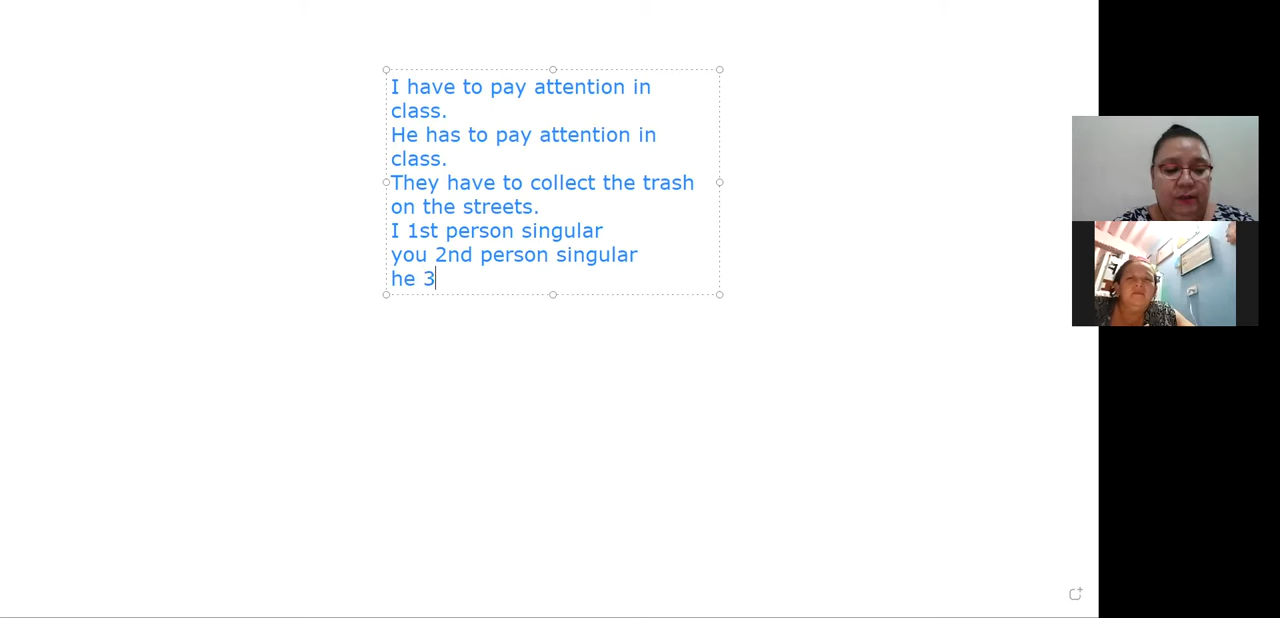 I have to pay attention in
class.
He has to pay attention in
class.
They have to collect the trash
on the streets.
I 1st person singular
you 2nd person singular
he 3